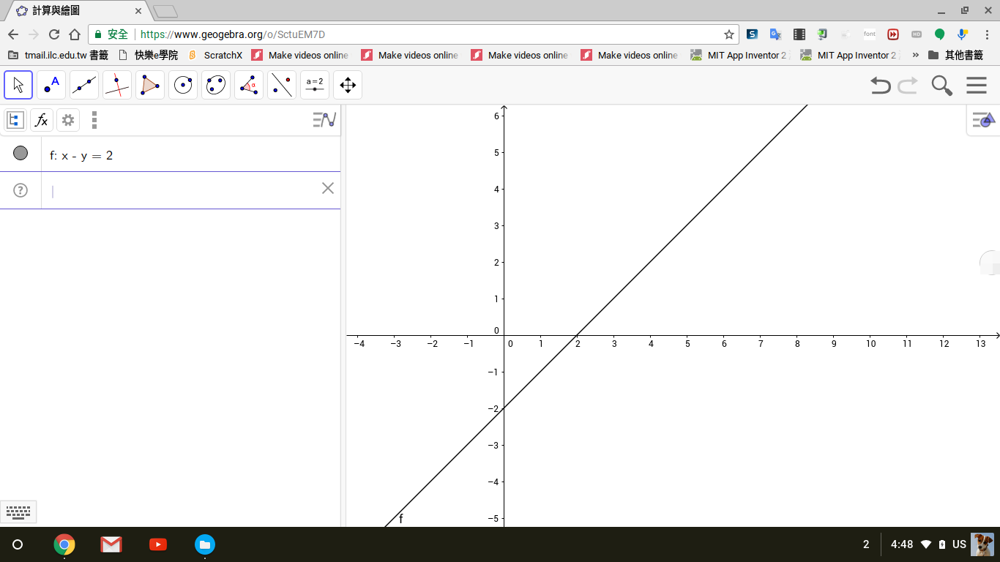 計算與繪圖
安全 https://www.geogebra.org/o/SctuEM7D
S font HD
tmail.ilc.edu.tw 書籤 快樂e學院 ScratchX Make videos online Make videos online Make videos online Make videos online MIT App Inventor 2 MIT App Inventor 2 » 其他書籤
A α a=2
fx
f: x - y = 2
?
6
5
4
3
2
1
0
−4 −3 −2 −1 0 1 2 3 4 5 6 7 8 9 10 11 12 13
−1
−2
−3
−4
−5
f
2 4:48 US